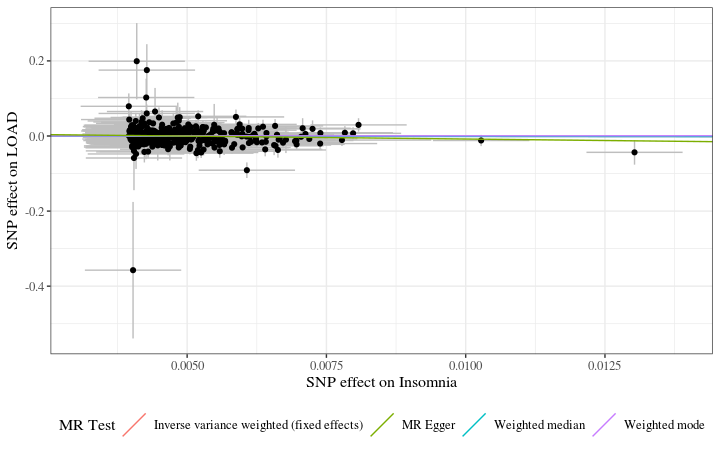 SNP effect on LOAD
0.2
0.0
-0.2
-0.4
0.0050 0.0075 0.0100 0.0125
SNP effect on Insomnia
MR Test Inverse variance weighted (fixed effects) MR Egger Weighted median Weighted mode